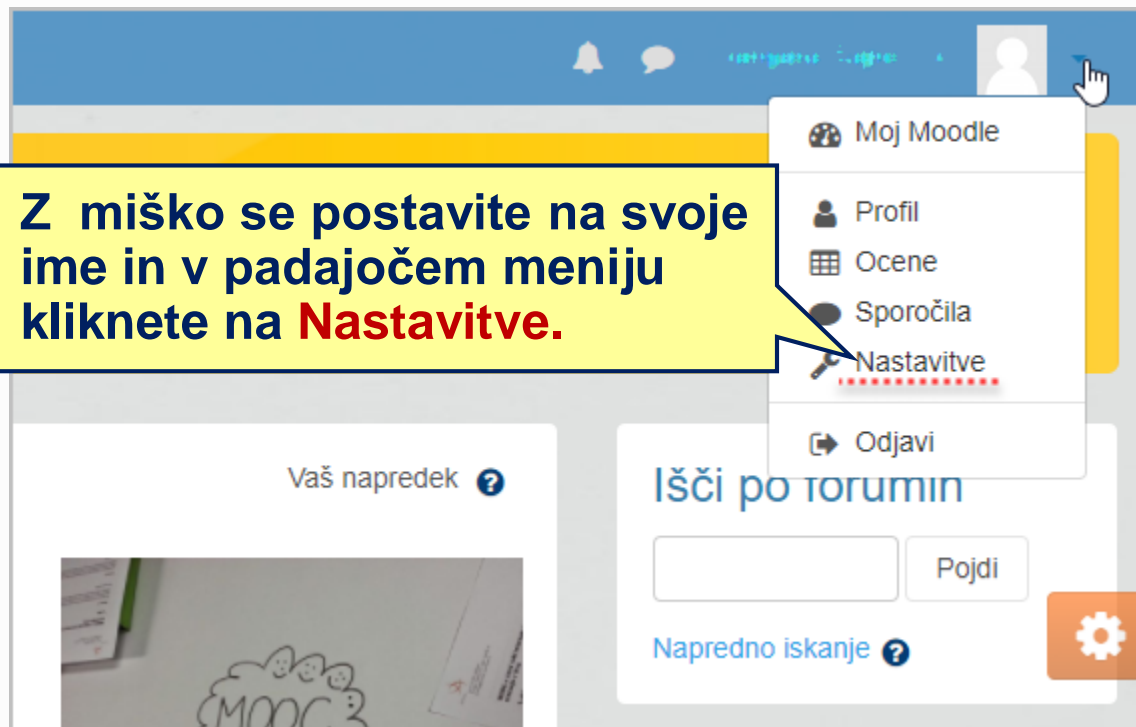 Moj Moodle
Z miško se postavite na svoje
ime in v padajočem meniju
kliknete na Nastavitve.
Profil
Ocene
Sporočila
Nastavitve
Odjavi
Vaš napredek
Išči po forumih
Pojdi
Napredno iskanje
MOOC